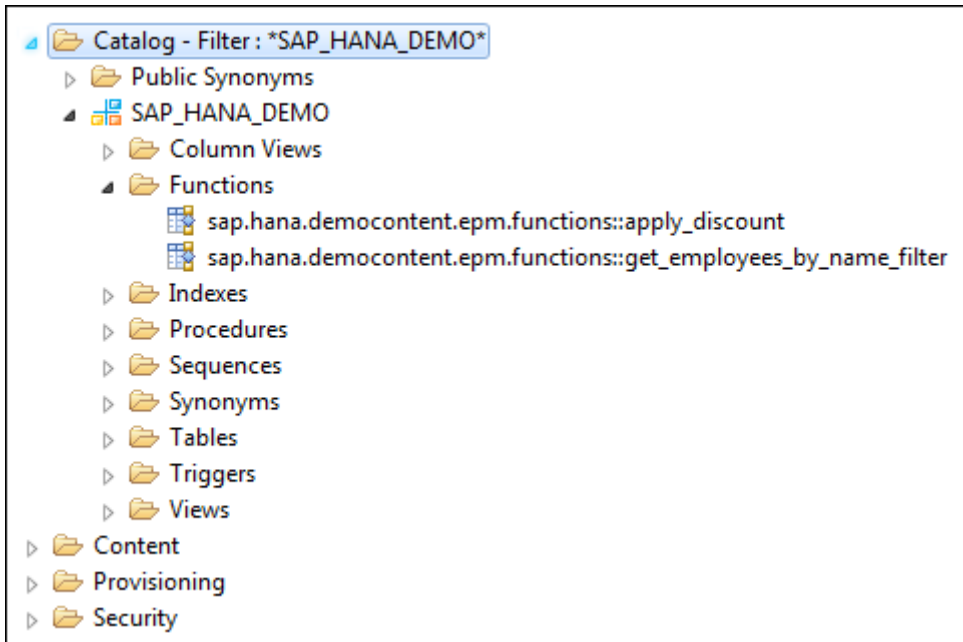 Catalog - Filter : *SAP_HANA_DEMO*
Public Synonyms
SAP_HANA_DEMO
Column Views
Functions
sap.hana.democontent.epm.functions::apply_discount
sap.hana.democontent.epm.functions::get_employees_by_name_filter
Indexes
Procedures
Sequences
Synonyms
Tables
Triggers
Views
Content
Provisioning
Security